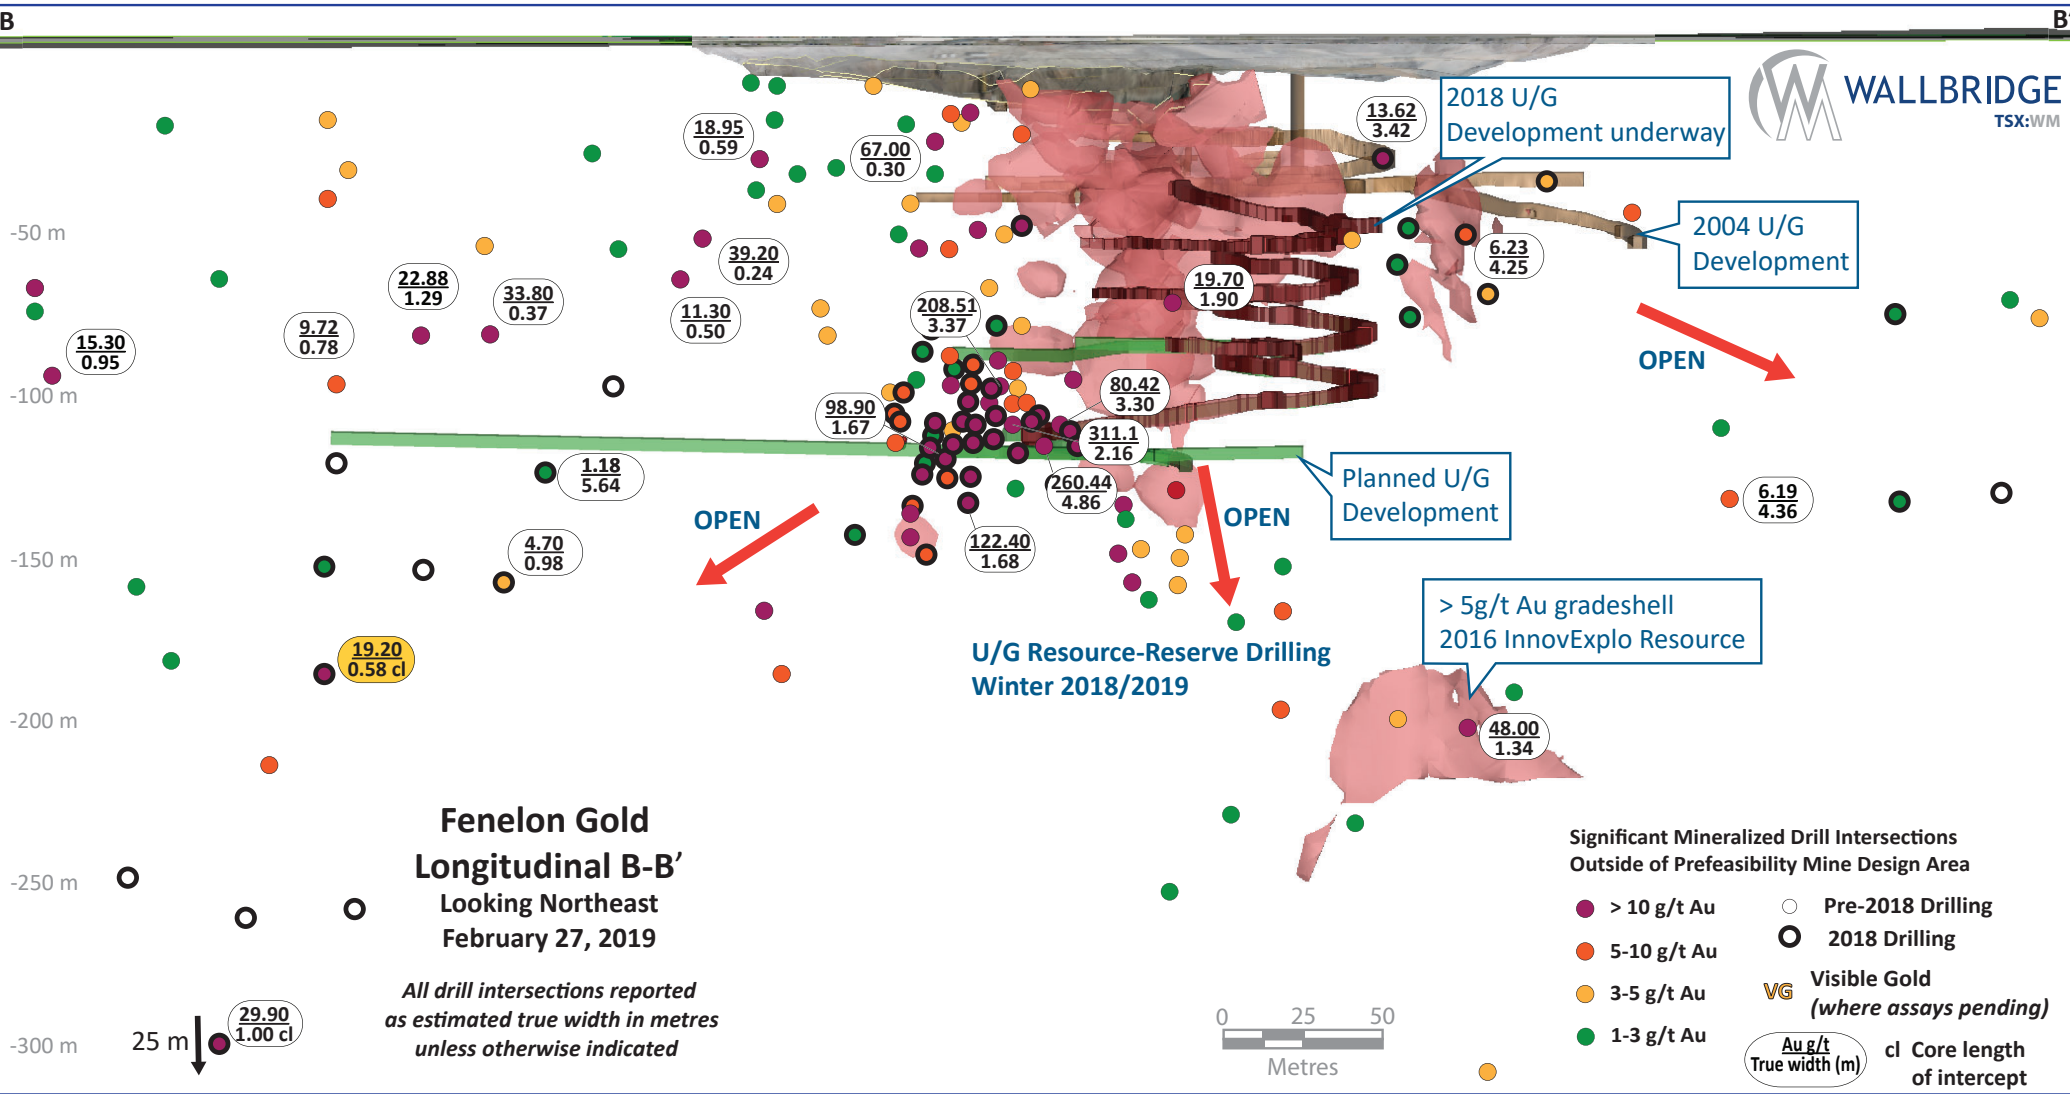 B
B'
WALLBRIDGE
TSX:WM
2018 U/G
Development underway
2004 U/G
Development
13.62
3.42
18.95
0.59
67.00
0.30
-50 m
39.20
0.24
6.23
4.25
22.88
1.29
33.80
0.37
19.70
1.90
11.30
0.50
208.51
3.37
9.72
0.78
15.30
0.95
OPEN
-100 m
80.42
3.30
98.90
1.67
311.1
2.16
1.18
5.64
260.44
4.86
Planned U/G
Development
6.19
4.36
OPEN
OPEN
-150 m
4.70
0.98
122.40
1.68
> 5g/t Au gradeshell
2016 InnovExplo Resource
19.20
0.58 cl
U/G Resource-Reserve Drilling
Winter 2018/2019
-200 m
48.00
1.34
-250 m
Fenelon Gold
Longitudinal B-B’
Looking Northeast
February 27, 2019
All drill intersections reported
as estimated true width in metres
unless otherwise indicated
-300 m
25 m
29.90
1.00 cl
0 25 50
Metres
Significant Mineralized Drill Intersections
Outside of Prefeasibility Mine Design Area
> 10 g/t Au
5-10 g/t Au
3-5 g/t Au
1-3 g/t Au
Pre-2018 Drilling
2018 Drilling
VG Visible Gold
(where assays pending)
Au g/t
True width (m)
cl Core length
of intercept